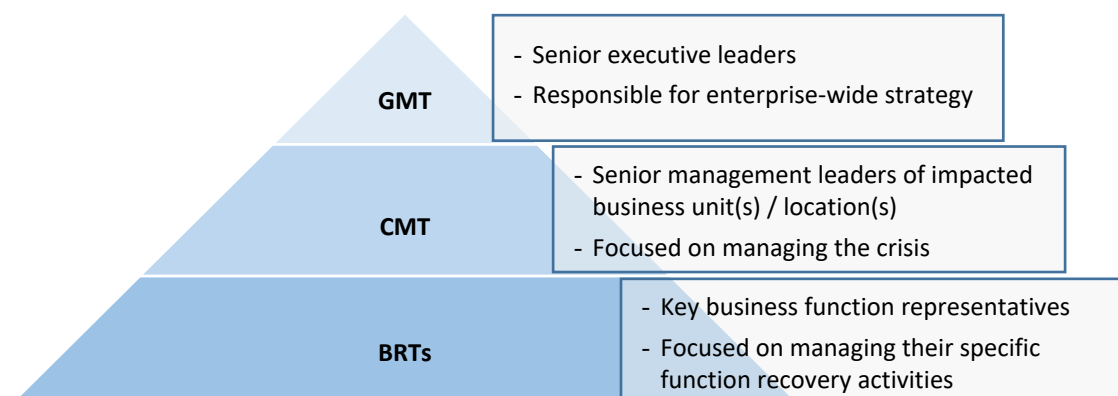 GMT
- Senior executive leaders
- Responsible for enterprise-wide strategy
CMT
- Senior management leaders of impacted
business unit(s) / location(s)
- Focused on managing the crisis
BRTs
- Key business function representatives
- Focused on managing their specific
function recovery activities